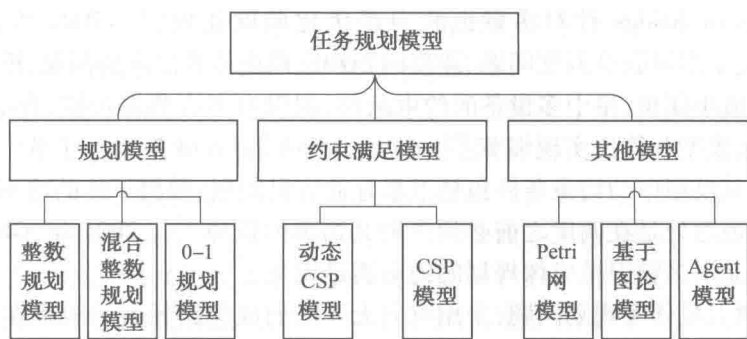 任务规划模型
规划模型
约束满足模型
其他模型
整数
规划
模型
混合
整数
规划
模型
0-1
规划
模型
动态
CSP
模型
CSP
模型
Petri
网
模型
基于
图论
模型
Agent
模型